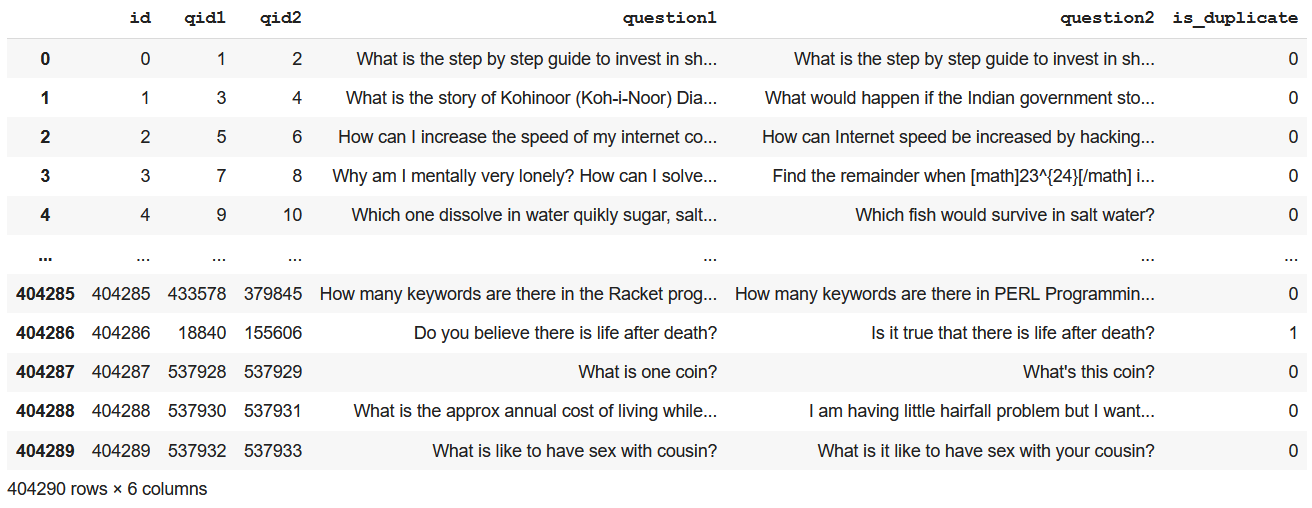 id qid1 qid2 question1 question2 is_duplicate
0 0 1 2 What is the step by step guide to invest in sh... What is the step by step guide to invest in sh... 0
1 1 3 4 What is the story of Kohinoor (Koh-i-Noor) Dia... What would happen if the Indian government sto... 0
2 2 5 6 How can I increase the speed of my internet co... How can Internet speed be increased by hacking... 0
3 3 7 8 Why am I mentally very lonely? How can I solve... Find the remainder when [math]23^{24}[/math] i... 0
4 4 9 10 Which one dissolve in water quikly sugar, salt... Which fish would survive in salt water? 0
... ... ... ... ... ... ...
404285 404285 433578 379845 How many keywords are there in the Racket prog... How many keywords are there in PERL Programmin... 0
404286 404286 18840 155606 Do you believe there is life after death? Is it true that there is life after death? 1
404287 404287 537928 537929 What is one coin? What's this coin? 0
404288 404288 537930 537931 What is the approx annual cost of living while... I am having little hairfall problem but I want... 0
404289 404289 537932 537933 What is like to have sex with cousin? What is it like to have sex with your cousin? 0
404290 rows × 6 columns